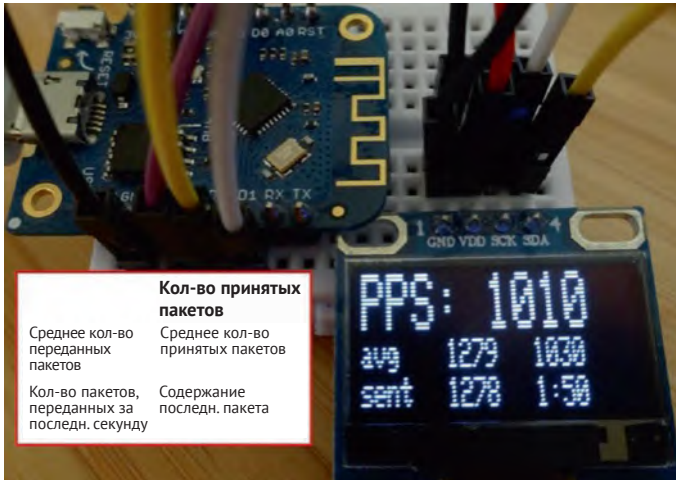 D0 A0 RST
RESET
D1 RX TX
1 4
GND VDD SCK SDA
PPS: 1010
avg 1279 1030
sent 1278 1:50
Кол-во принятых
пакетов
Среднее кол-во Среднее кол-во
переданных принятых пакетов
пакетов
Кол-во пакетов, Содержание
переданных за последн. пакета
последн. секунду